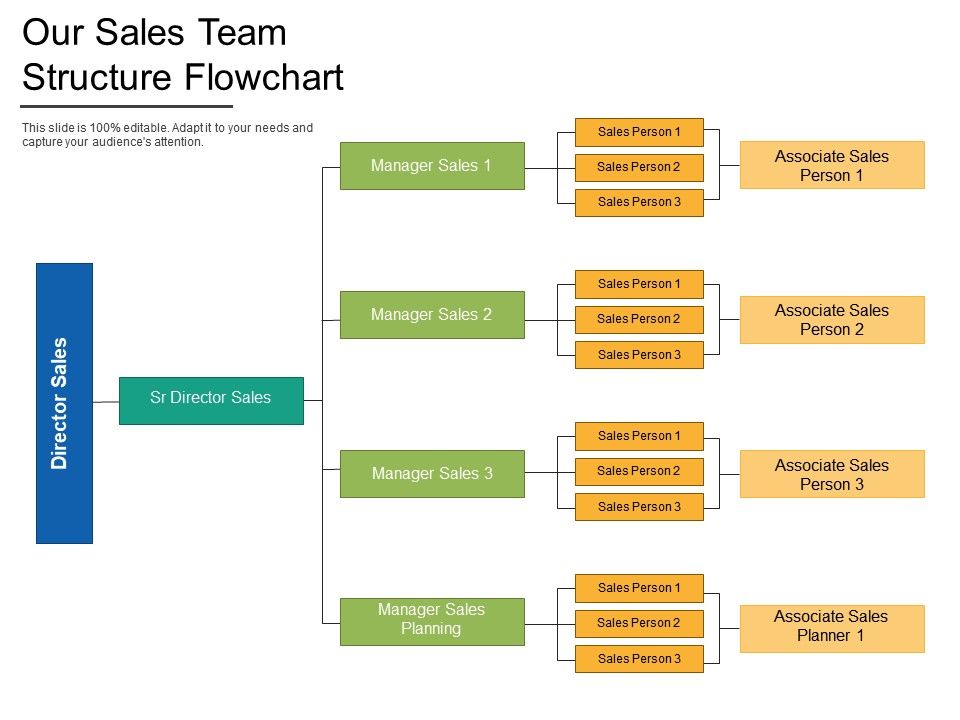 Our Sales Team
Structure Flowchart
This slide is 100% editable. Adapt it to your needs and
capture your audience's attention.
Director Sales
Sr Director Sales
Manager Sales 1
Sales Person 1
Sales Person 2
Sales Person 3
Associate Sales
Person 1
Manager Sales 2
Sales Person 1
Sales Person 2
Sales Person 3
Associate Sales
Person 2
Manager Sales 3
Sales Person 1
Sales Person 2
Sales Person 3
Associate Sales
Person 3
Manager Sales
Planning
Sales Person 1
Sales Person 2
Sales Person 3
Associate Sales
Planner 1